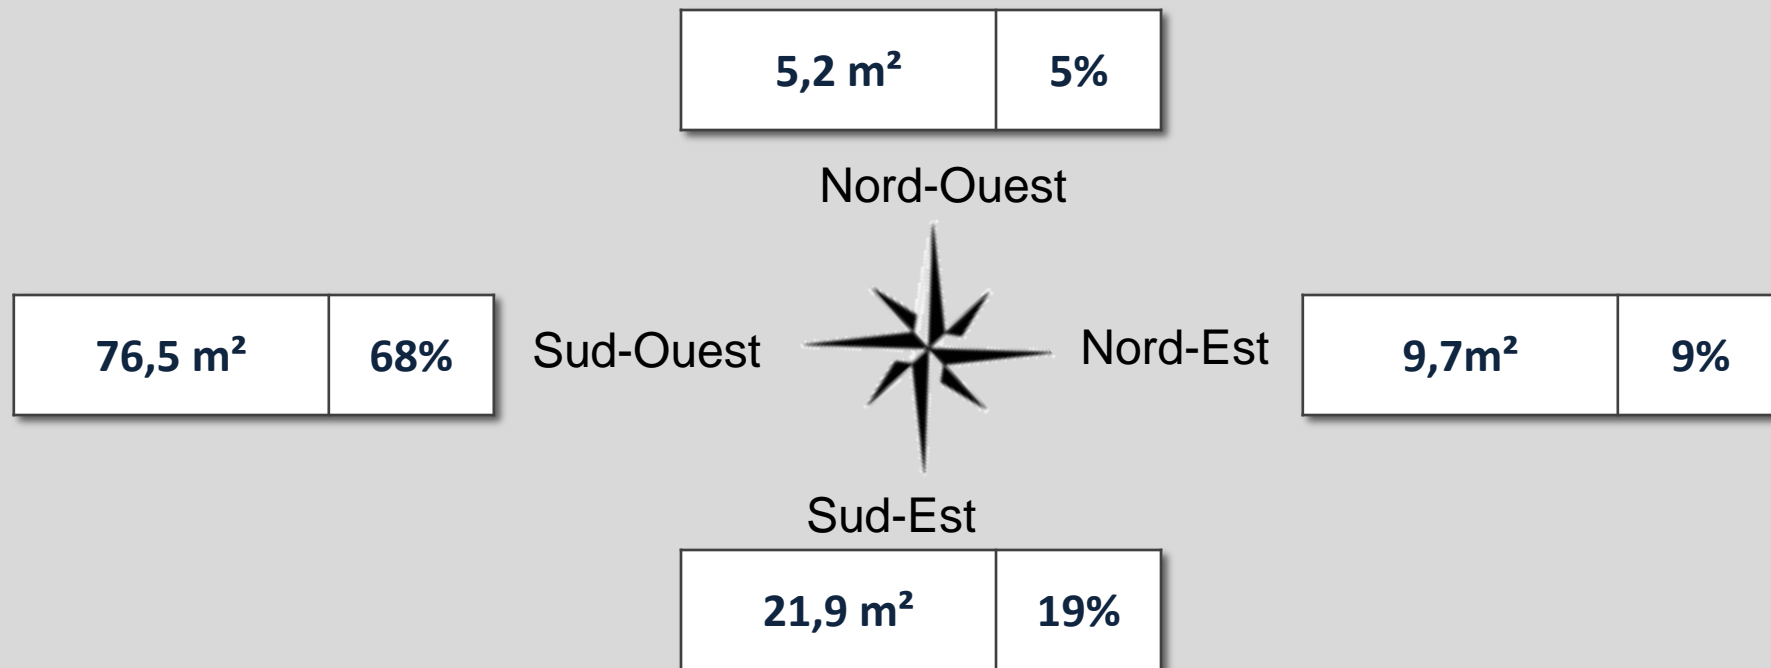 5,2 m² 5%
Nord-Ouest
76,5 m² 68% Sud-Ouest Nord-Est 9,7m² 9%
Sud-Est
21,9 m² 19%